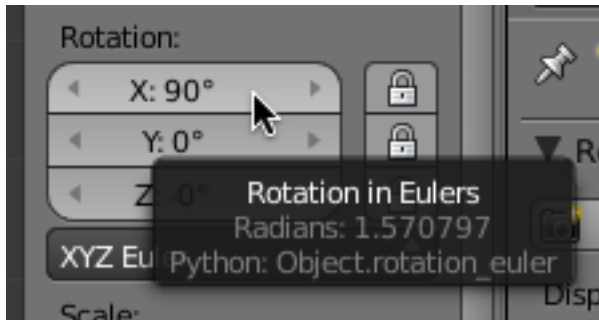 Rotation:
X: 90°
Y: 0°
Z: -0°
Rotation in Eulers
Radians: 1.570797
XYZ Eu
Python: Object.rotation_euler
Scale:
R
Disp